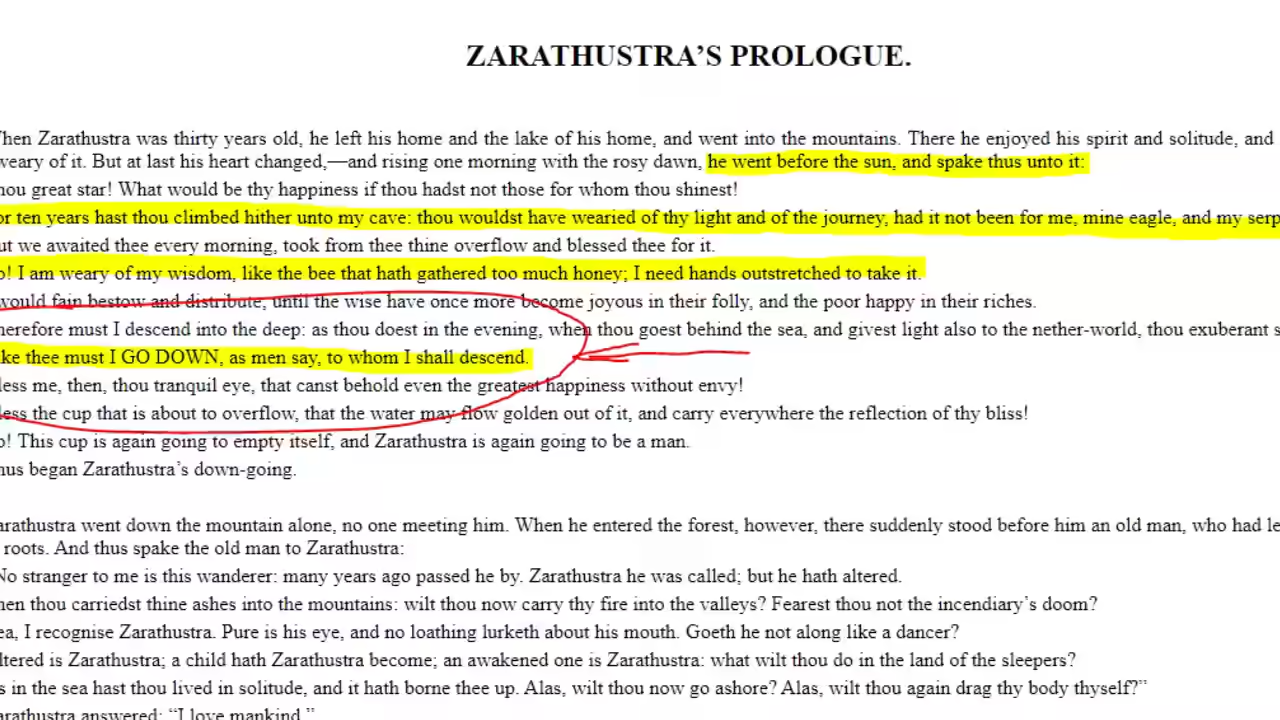 ZARATHUSTRA’S PROLOGUE.
hen Zarathustra was thirty years old, he left his home and the lake of his home, and went into the mountains. There he enjoyed his spirit and solitude, and
weary of it. But at last his heart changed,—and rising one morning with the rosy dawn, he went before the sun, and spake thus unto it:
hou great star! What would be thy happiness if thou hadst not those for whom thou shinest!
or ten years hast thou climbed hither unto my cave: thou wouldst have wearied of thy light and of the journey, had it not been for me, mine eagle, and my serp
ut we awaited thee every morning, took from thee thine overflow and blessed thee for it.
o! I am weary of my wisdom, like the bee that hath gathered too much honey; I need hands outstretched to take it.
would fain bestow and distribute, until the wise have once more become joyous in their folly, and the poor happy in their riches.
herefore must I descend into the deep: as thou doest in the evening, when thou goest behind the sea, and givest light also to the nether-world, thou exuberant s
ke thee must I GO DOWN, as men say, to whom I shall descend.
less me, then, thou tranquil eye, that canst behold even the greatest happiness without envy!
less the cup that is about to overflow, that the water may flow golden out of it, and carry everywhere the reflection of thy bliss!
o! This cup is again going to empty itself, and Zarathustra is again going to be a man.
hus began Zarathustra’s down-going.
arathustra went down the mountain alone, no one meeting him. When he entered the forest, however, there suddenly stood before him an old man, who had le
roots. And thus spake the old man to Zarathustra:
No stranger to me is this wanderer: many years ago passed he by. Zarathustra he was called; but he hath altered.
hen thou carriedst thine ashes into the mountains: wilt thou now carry thy fire into the valleys? Fearest thou not the incendiary’s doom?
ea, I recognise Zarathustra. Pure is his eye, and no loathing lurketh about his mouth. Goeth he not along like a dancer?
ltered is Zarathustra; a child hath Zarathustra become; an awakened one is Zarathustra: what wilt thou do in the land of the sleepers?
s in the sea hast thou lived in solitude, and it hath borne thee up. Alas, wilt thou now go ashore? Alas, wilt thou again drag thy body thyself?”
arathustra answered: “I love mankind.”